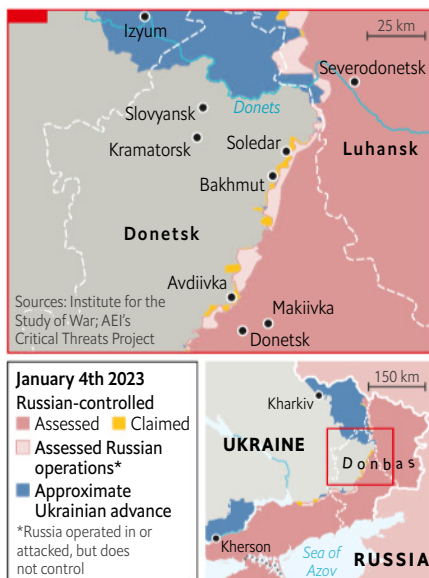 Izyum
25 km
Severodonetsk
Donets
Slovyansk
Kramatorsk
Soledar
Luhansk
Bakhmut
Donetsk
Avdiivka
Sources: Institute for the
Study of War; AEI's
Critical Threats Project
Makiivka
Donetsk
January 4th 2023
Russian-controlled
Assessed
Claimed
Assessed Russian
operations*
Approximate
Ukrainian advance
*Russia operated in or
attacked, but does
not control
150 km
Kharkiv
UKRAINE
Donbas
Kherson
Sea of
Azov
RUSSIA